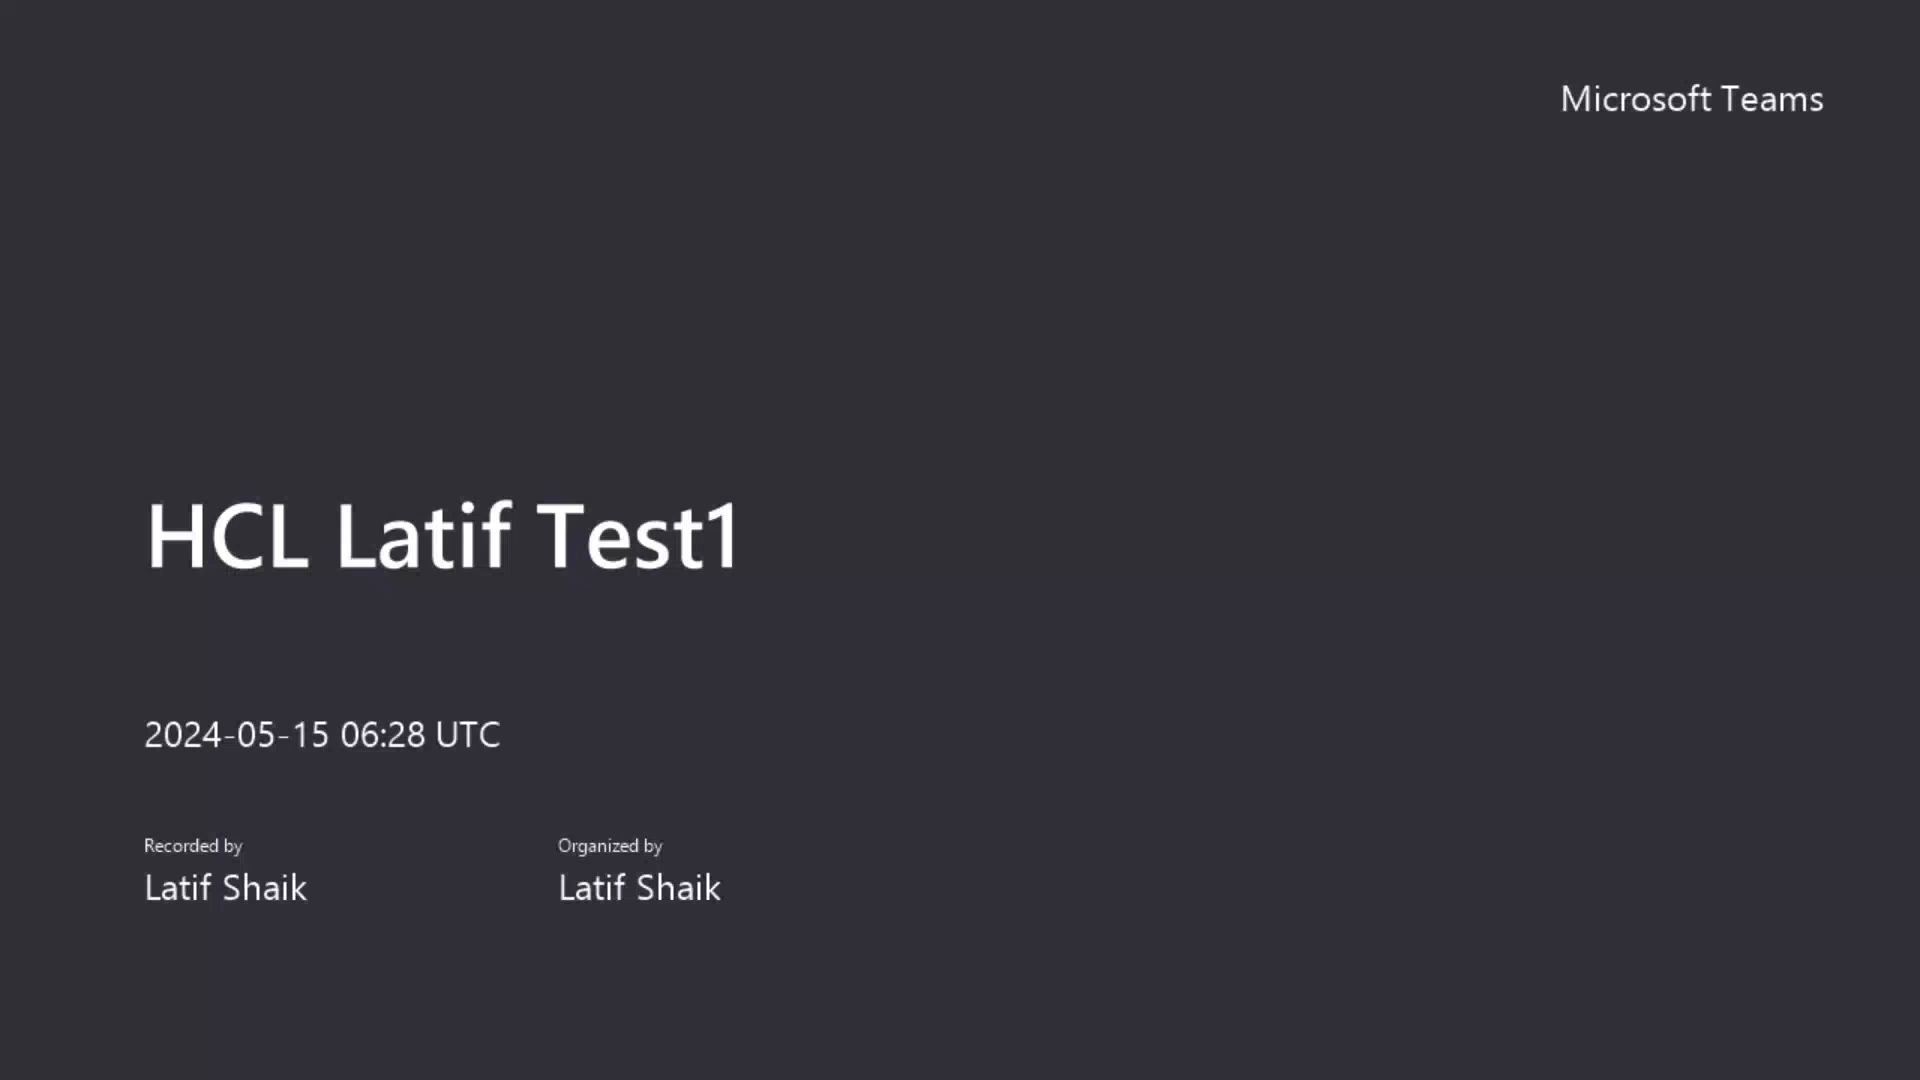 Microsoft Teams
HCL Latif Test1
2024-05-15 06:28 UTC
Recorded by
Latif Shaik
Organized by
Latif Shaik